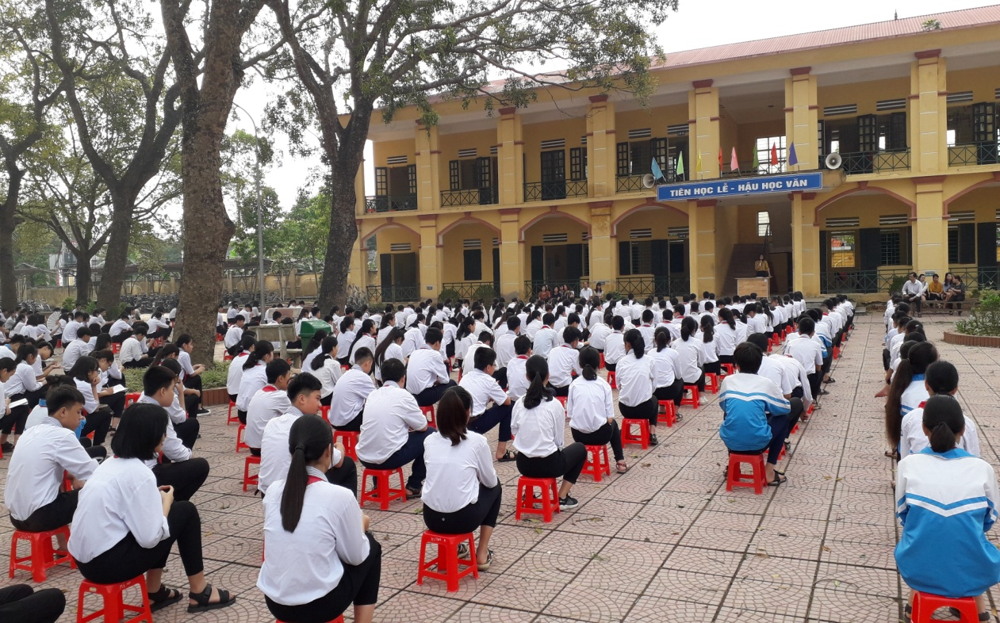 TIÊN HỌC LỄ - HẬU HỌC VĂN